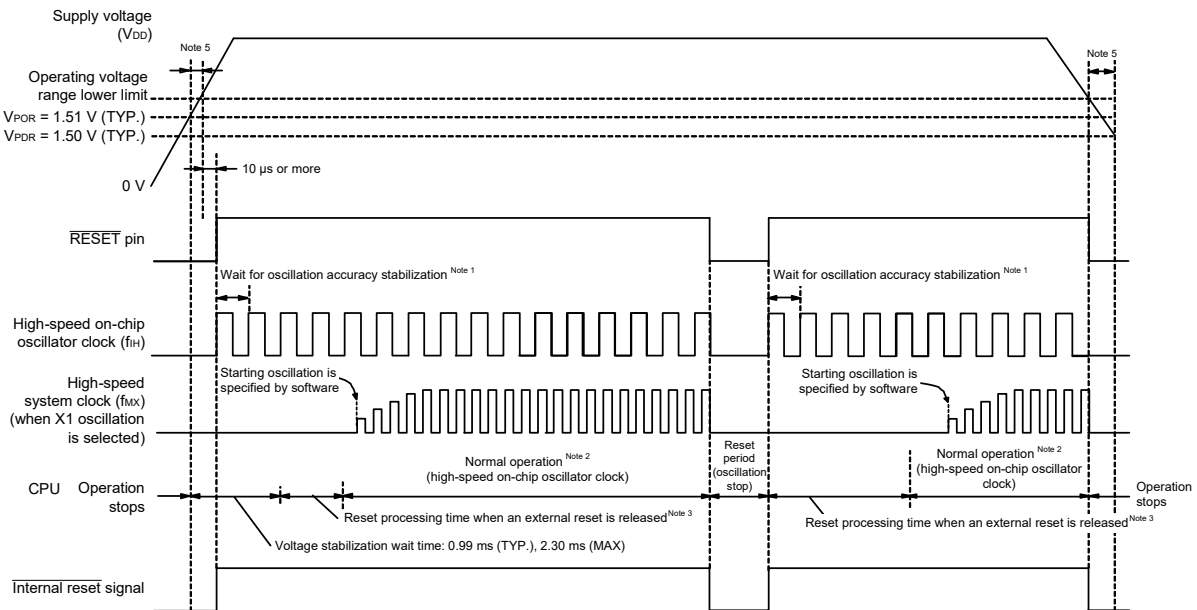 Supply voltage
(VDD)
Note 5
Note 5
Operating voltage
range lower limit
VPOR = 1.51 V (TYP.)
VPDR = 1.50 V (TYP.)
10 µs or more
0 V
RESET pin
Wait for oscillation accuracy stabilization Note 1
Wait for oscillation accuracy stabilization Note 1
High-speed on-chip
oscillator clock (fIH)
Starting oscillation is
specified by software
Starting oscillation is
specified by software
High-speed
system clock (fMX)
(when X1 oscillation
is selected)
Reset
period
(oscillation
stop)
Normal operation Note 2
(high-speed on-chip oscillator clock)
Normal operation Note 2
(high-speed on-chip oscillator
clock)
CPU
Operation
stops
Operation
stops
Reset processing time when an external reset is released Note 3
Reset processing time when an external reset is released Note 3
Voltage stabilization wait time: 0.99 ms (TYP.), 2.30 ms (MAX)
Internal reset signal